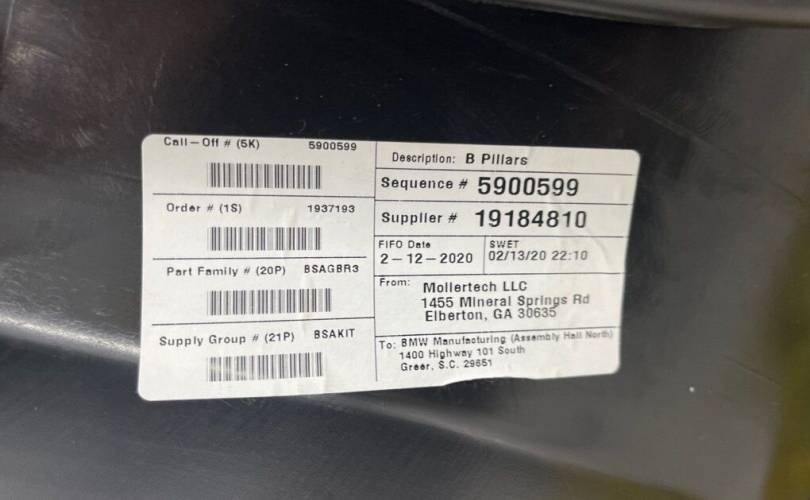 Call-Off # (5K) 5900599
Order # (1S) 1937193
Part Family # (20P) BSAGBR3
Supply Group # (21P) BSAKIT
Description: B Pillars
Sequence # 5900599
Supplier # 19184810
FIFO Date
2-12-2020
SWET
02/13/20 22:10
From: Mollertech LLC
1455 Mineral Springs Rd
Elberton, GA 30635
To: BMW Manufacturing (Assembly Hall North)
1400 Highway 101 South
Greer, S.C. 29651